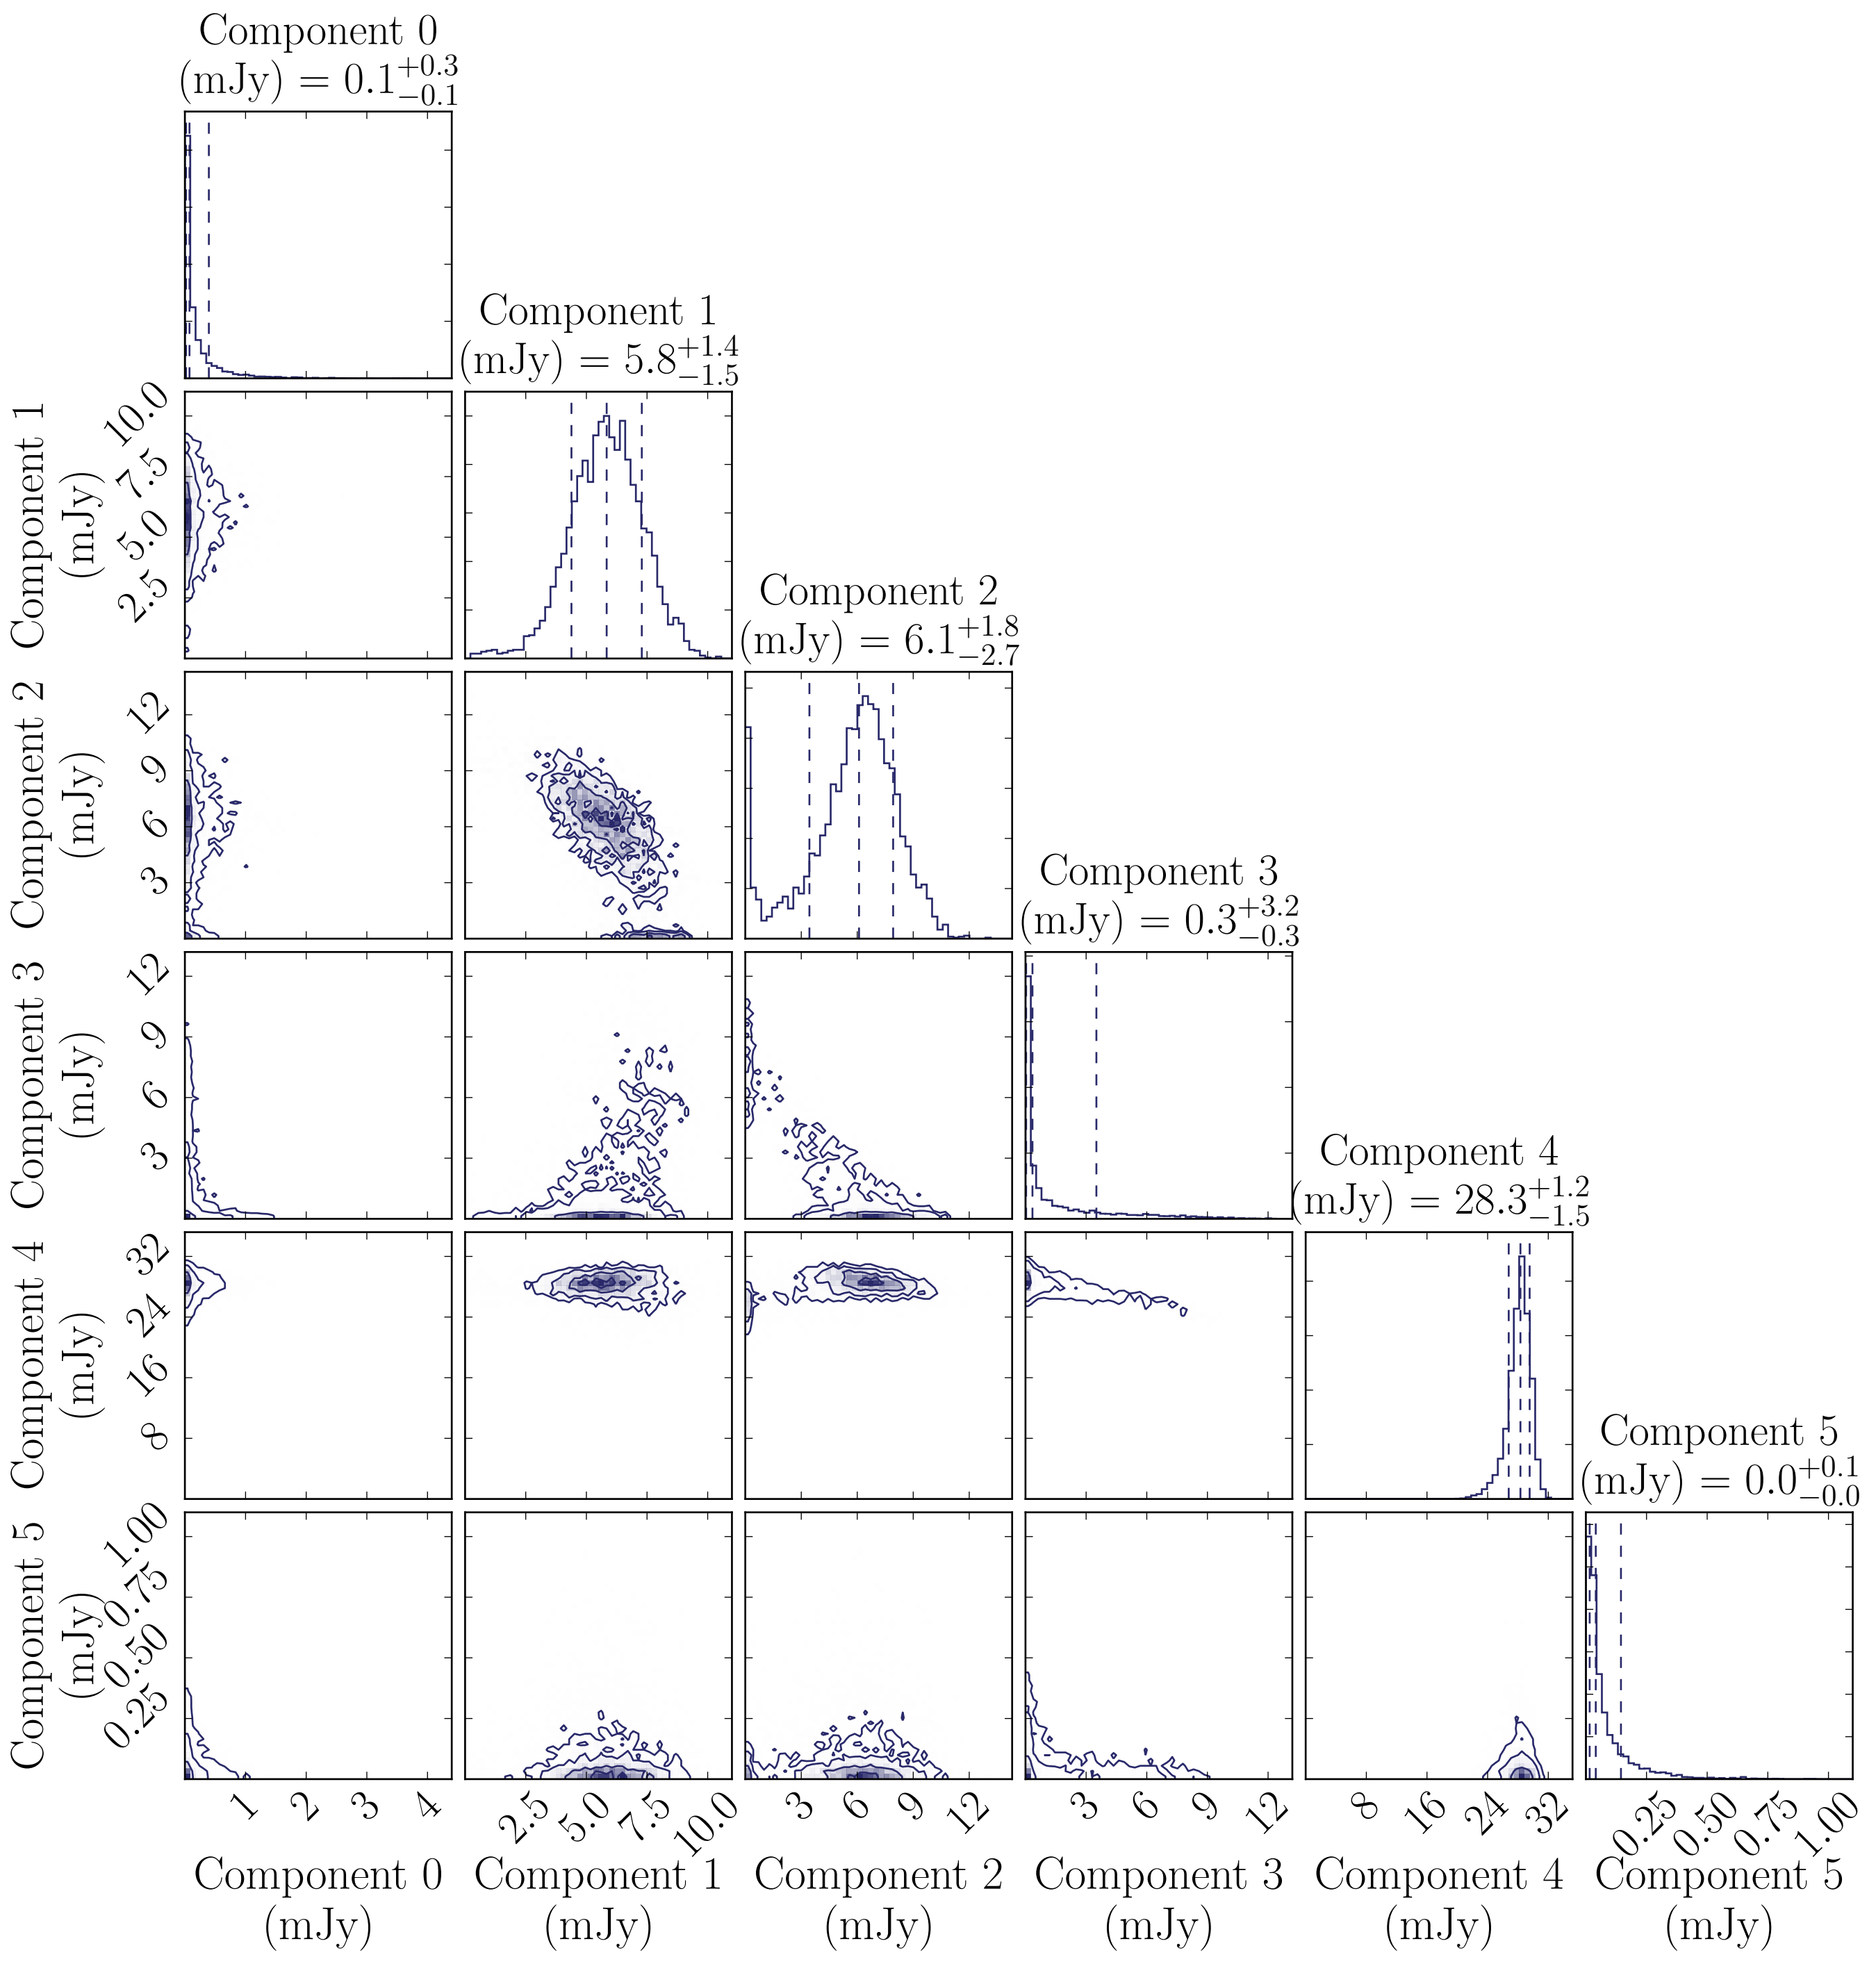 Component 0
(mJy) = 0.1^{+0.3}_{-0.1}
Component 1
(mJy) = 5.8^{+1.4}_{-1.5}
Component 1
(mJy)
10.0
7.5
5.0
2.5
Component 2
(mJy) = 6.1^{+1.8}_{-2.7}
Component 2
(mJy)
12
9
6
3
Component 3
(mJy) = 0.3^{+3.2}_{-0.3}
Component 3
(mJy)
12
9
6
3
Component 4
(mJy) = 28.3^{+1.2}_{-1.5}
Component 4
(mJy)
32
24
16
8
Component 5
(mJy) = 0.0^{+0.1}_{-0.0}
Component 5
(mJy)
1.00
0.75
0.50
0.25
1 2 3 4
2.5 5.0 7.5 10.0
3 6 9 12
3 6 9 12
8 16 24 32
0.25 0.50 0.75 1.00
Component 0
(mJy)
Component 1
(mJy)
Component 2
(mJy)
Component 3
(mJy)
Component 4
(mJy)
Component 5
(mJy)